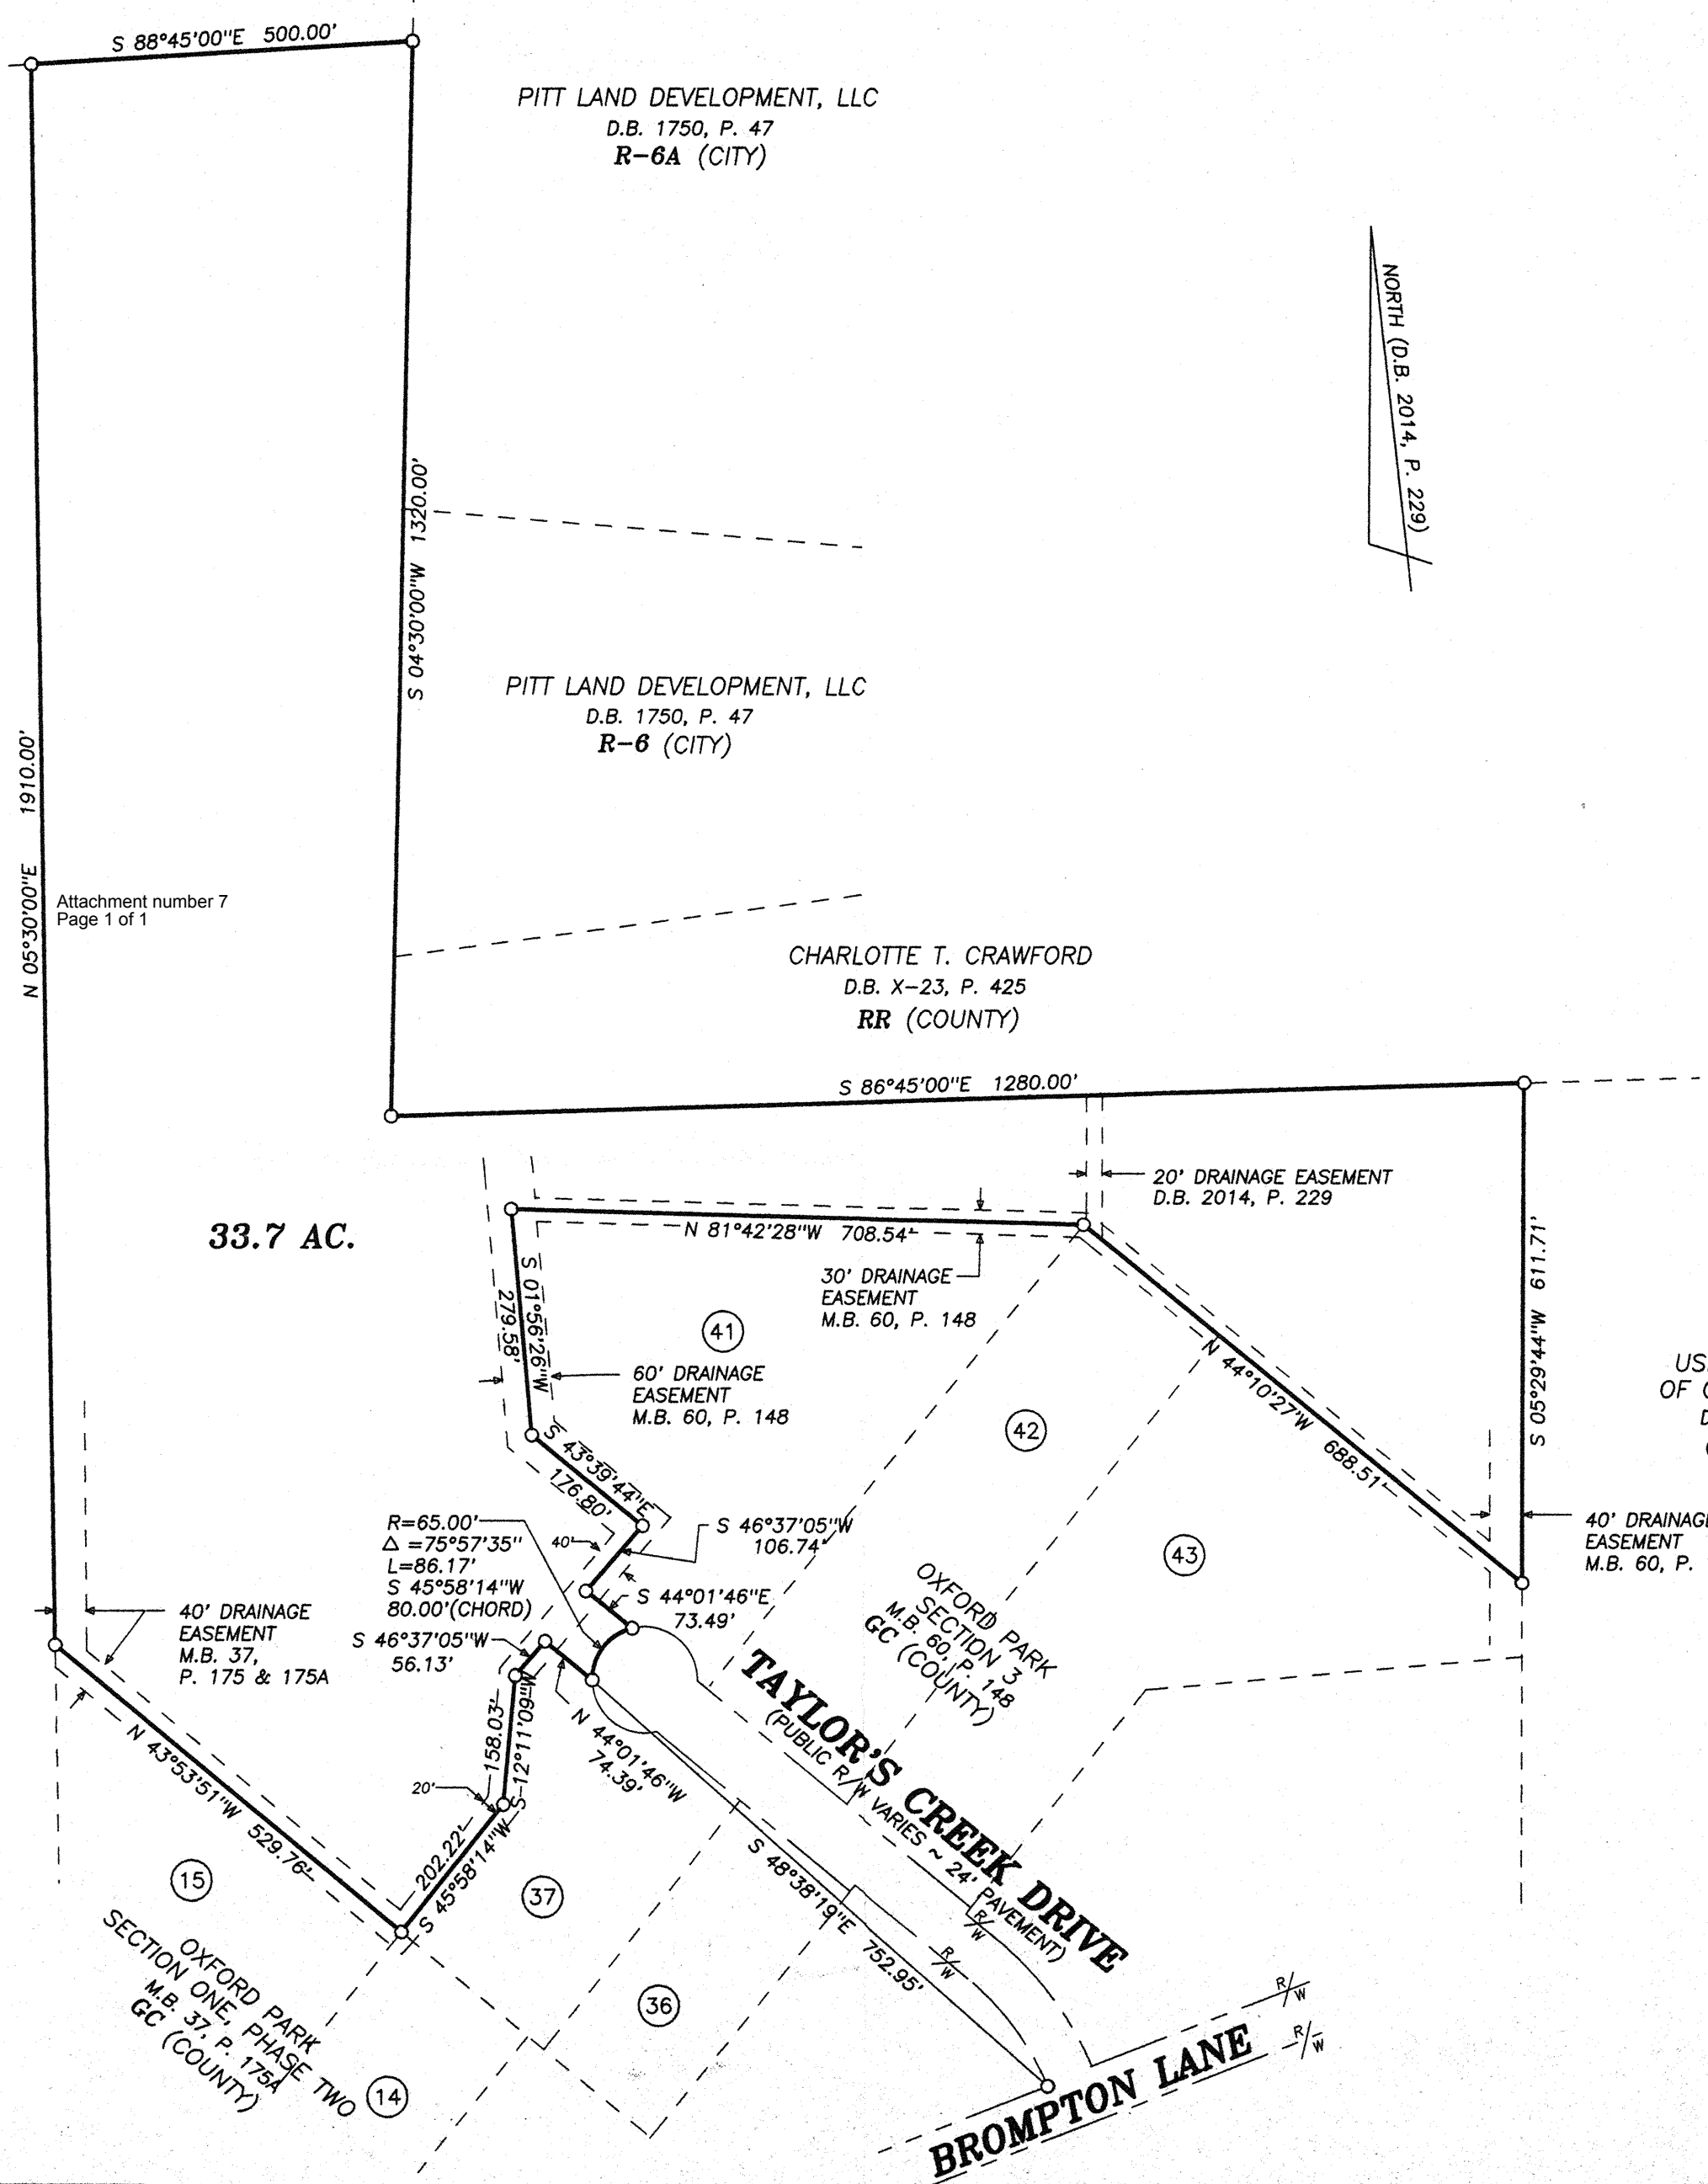 S 88°45'00"E 500.00'
PITT LAND DEVELOPMENT, LLC
D.B. 1750, P. 47
R-6A (CITY)
NORTH (D.B. 2014, P. 229)
S 04°30'00"W 1320.00'
PITT LAND DEVELOPMENT, LLC
D.B. 1750, P. 47
R-6 (CITY)
N 05°30'00"E 1910.00'
Attachment number 7
Page 1 of 1
CHARLOTTE T. CRAWFORD
D.B. X-23, P. 425
RR (COUNTY)
S 86°45'00"E 1280.00'
20' DRAINAGE EASEMENT
D.B. 2014, P. 229
33.7 AC.
N 81°42'28"W 708.54'
30' DRAINAGE
EASEMENT
M.B. 60, P. 148
S 05°29'44"W 611.71'
S 01°56'26"W
279.58'
41
60' DRAINAGE
EASEMENT
M.B. 60, P. 148
N 44°10'27"W 688.51'
US
OF
42
S 43°39'44"E
176.80'
R=65.00'
Δ =75°57'35"
L=86.17'
S 45°58'14"W
80.00'(CHORD)
40'
S 46°37'05"W
106.74'
40' DRAINAGE
EASEMENT
M.B. 60, P.
43
S 44°01'46"E
73.49'
OXFORD PARK
SECTION 3
M.B. 60, P. 148
GC (COUNTY)
40' DRAINAGE
EASEMENT
M.B. 37,
P. 175 & 175A
S 46°37'05"W
56.13'
158.03'
S 12°11'09"W
N 44°01'46"W
74.39'
TAYLOR'S CREEK DRIVE
(PUBLIC R/W VARIES ~ 24' PAVEMENT)
N 43°53'51"W 529.76'
20'
202.22'
S 45°58'14"W
S 48°38'19"E 752.95'
15
37
R/W
R/W
OXFORD PARK
SECTION ONE, PHASE TWO
M.B. 37, P. 175A
GC (COUNTY)
36
14
R/W
R/W
BROMPTON LANE